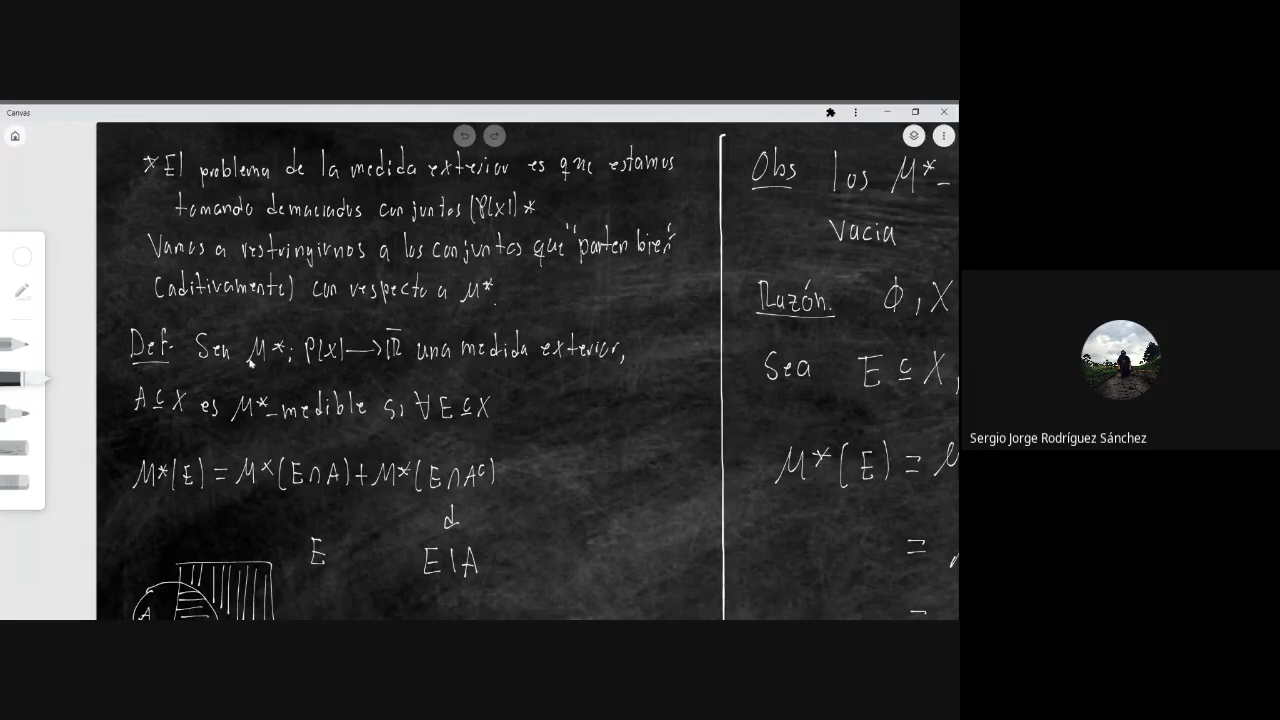 Canvas
*El problema de la medida exterior es que estamos
tomando demaciados conjuntos (P(X))*
Vamos a restringirnos a los conjuntos que "parten bien"
(aditivamente) con respecto a M*.
Def. Sea M*: P(X)→R̅ una medida exterior,
A⊆X es M*-medible si ∀E⊆X
M*(E) = M*(E∩A)+M*(E∩Aᶜ)
E
E\A
A
Obs los M*-
Vacia
Razón. Φ, X
Sea E⊆X,
M*(E) = M
=
=
Sergio Jorge Rodríguez Sánchez